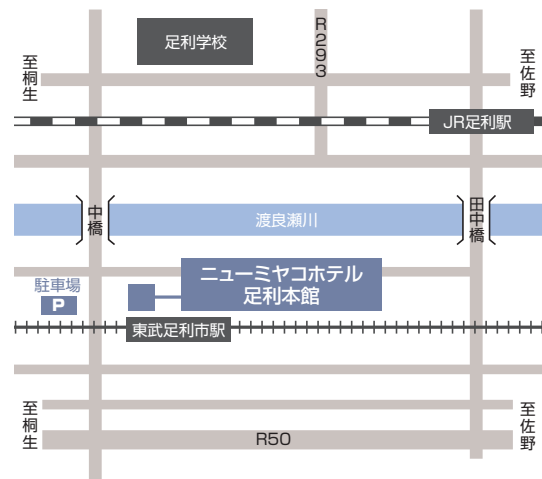 足利学校
R293
至桐生
至佐野
JR足利駅
中橋
渡良瀬川
田中橋
ニューミヤコホテル
足利本館
駐車場
P
東武足利市駅
至桐生
至佐野
R50